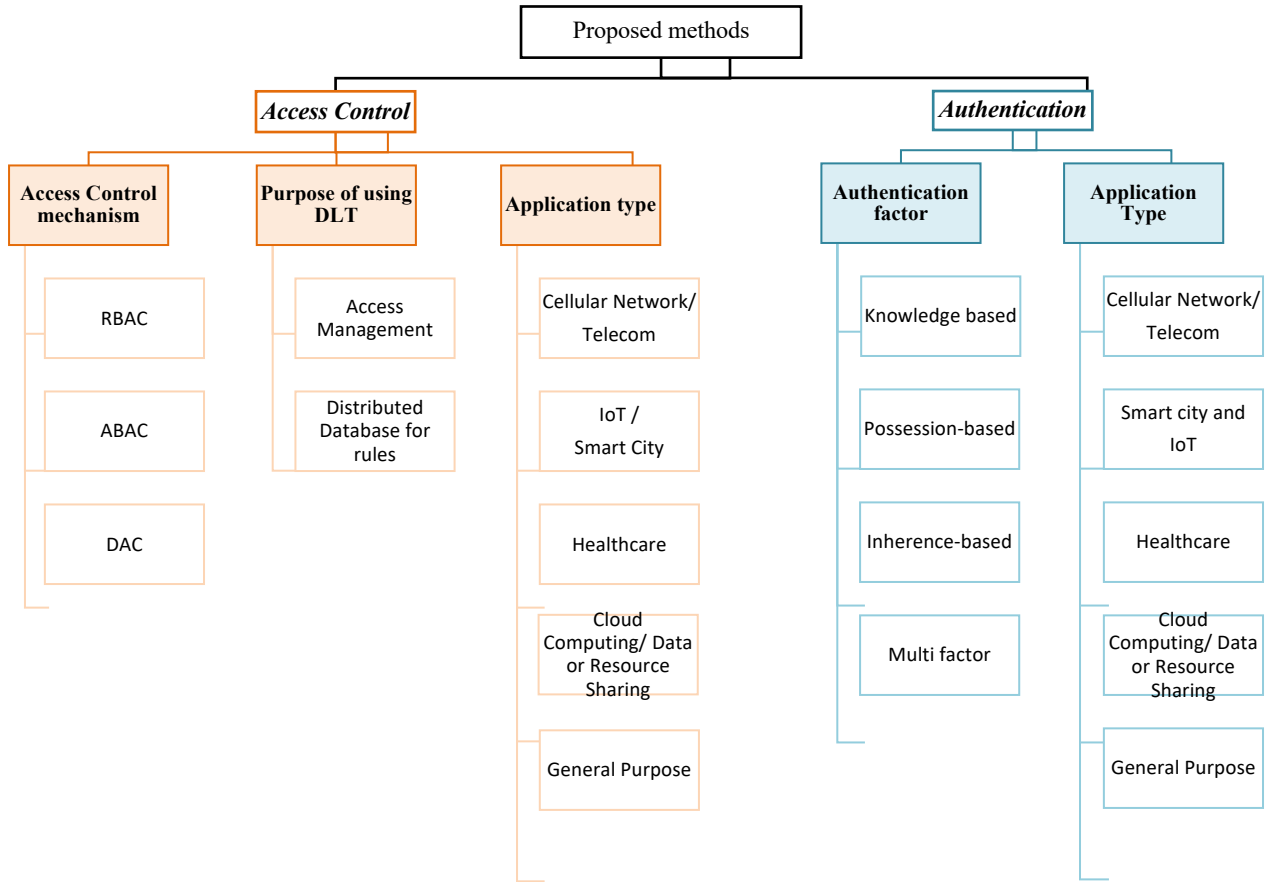 Proposed methods
Access Control
Authentication
Access Control
mechanism
Purpose of using
DLT
Application type
Authentication
factor
Application
Type
RBAC
ABAC
DAC
Access
Management
Distributed
Database for
rules
Cellular Network/
Telecom
IoT /
Smart City
Healthcare
Cloud
Computing/ Data
or Resource
Sharing
General Purpose
Knowledge based
Possession-based
Inherence-based
Multi factor
Cellular Network/
Telecom
Smart city and
IoT
Healthcare
Cloud
Computing/ Data
or Resource
Sharing
General Purpose